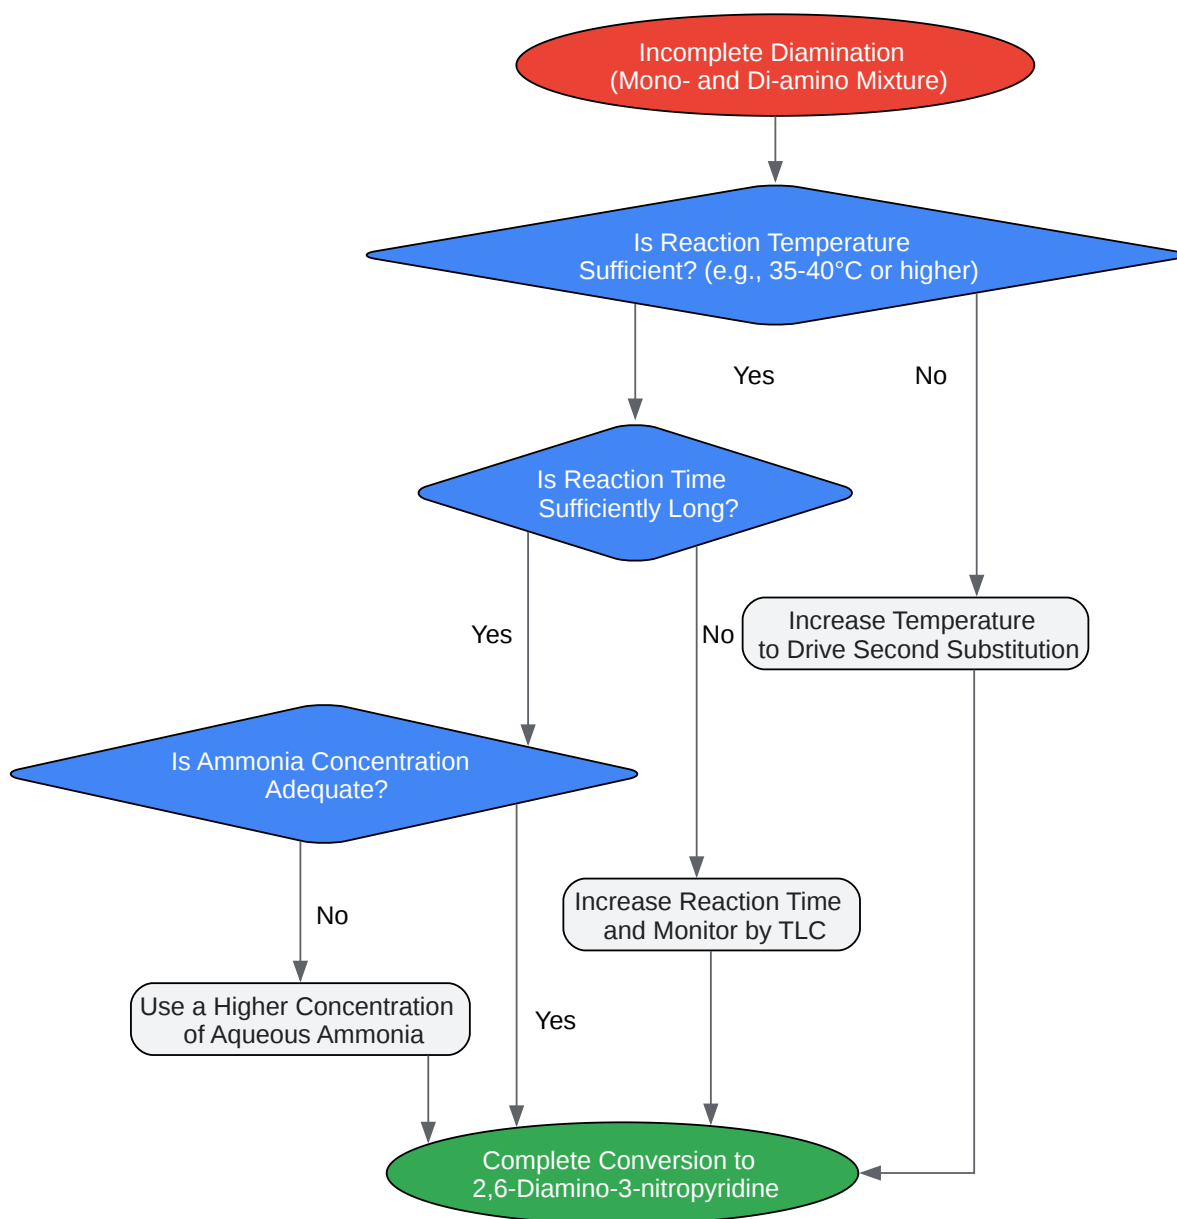 Incomplete Diamination
(Mono- and Di-amino Mixture)
Is Reaction Temperature
Sufficient? (e.g., 35-40°C or higher)
Yes
No
Is Reaction Time
Sufficiently Long?
Yes
No
Increase Temperature
to Drive Second Substitution
Is Ammonia Concentration
Adequate?
No
Yes
Increase Reaction Time
and Monitor by TLC
Use a Higher Concentration
of Aqueous Ammonia
Complete Conversion to
2,6-Diamino-3-nitropyridine